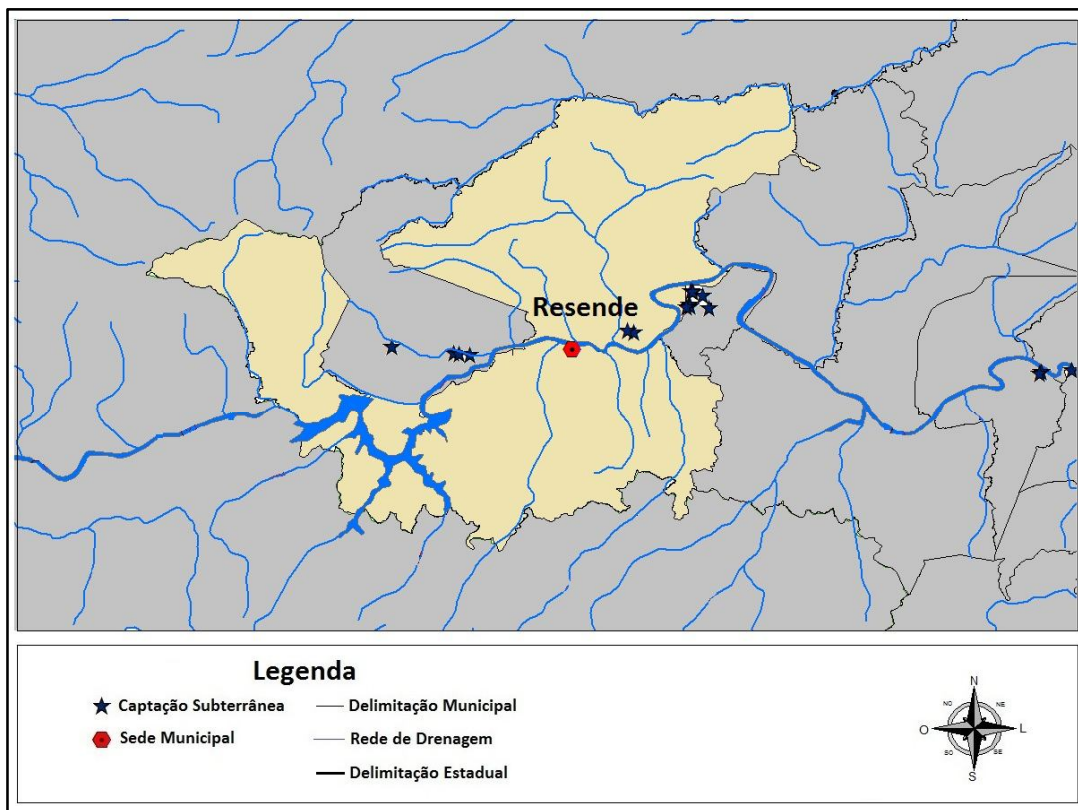 Resende
Legenda
Captação Subterrânea
Delimitação Municipal
Sede Municipal
Rede de Drenagem
Delimitação Estadual
N
NO
NE
O
L
SO
SE
S